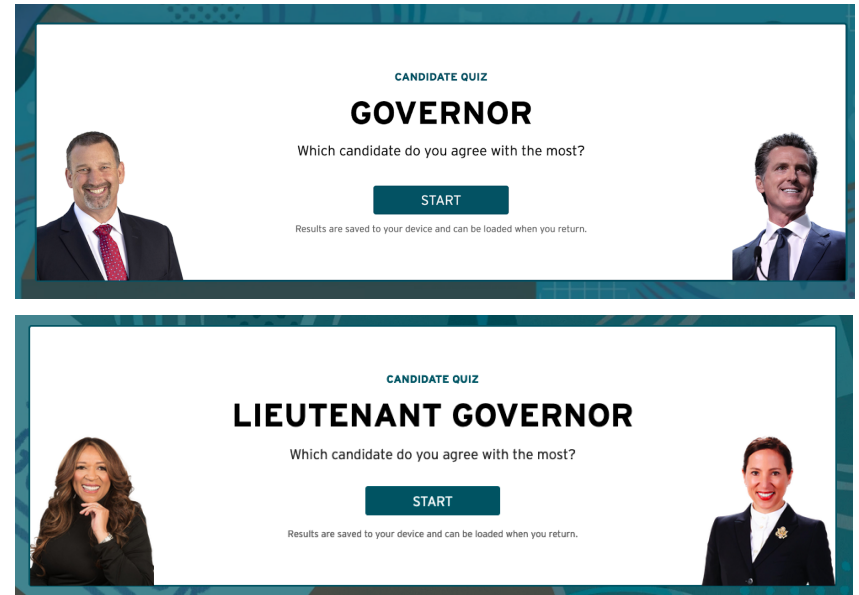 CANDIDATE QUIZ
GOVERNOR
Which candidate do you agree with the most?
START
Results are saved to your device and can be loaded when you return.
CANDIDATE QUIZ
LIEUTENANT GOVERNOR
Which candidate do you agree with the most?
START
Results are saved to your device and can be loaded when you return.